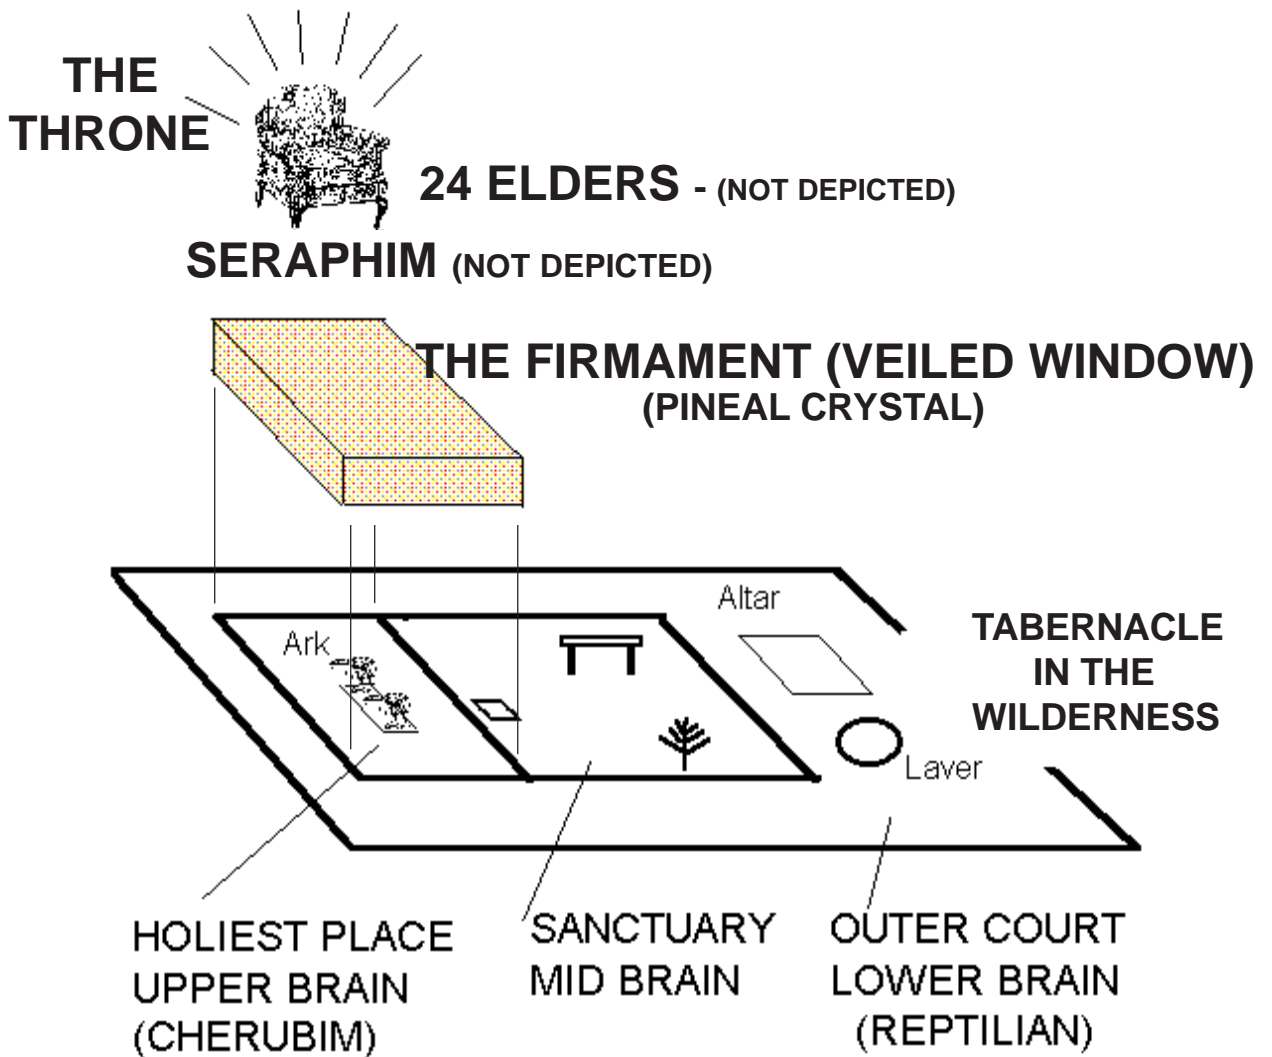 THE
THRONE
24 ELDERS - (NOT DEPICTED)
SERAPHIM (NOT DEPICTED)
THE FIRMAMENT (VEILED WINDOW)
(PINEAL CRYSTAL)
Altar
Ark
TABERNACLE
IN THE
WILDERNESS
Laver
HOLIEST PLACE
UPPER BRAIN
(CHERUBIM)
SANCTUARY
MID BRAIN
OUTER COURT
LOWER BRAIN
(REPTILIAN)